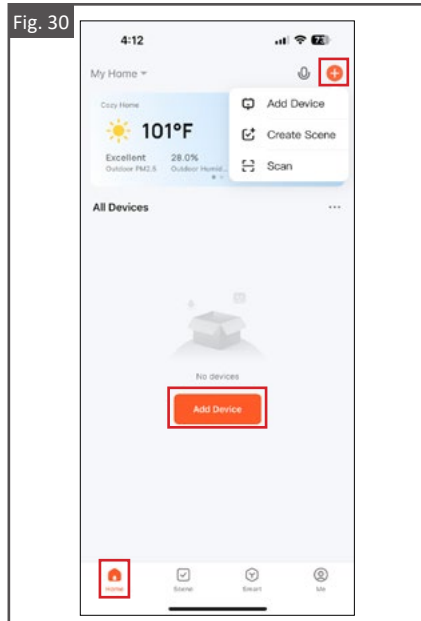 Fig. 30
4:12
73
My Home
Add Device
Create Scene
Scan
Cozy Home
101°F
Excellent
28.0%
Outdoor PM2.5
Outdoor Humid...
All Devices
...
No devices
Add Device
Home
Scene
Smart
Me